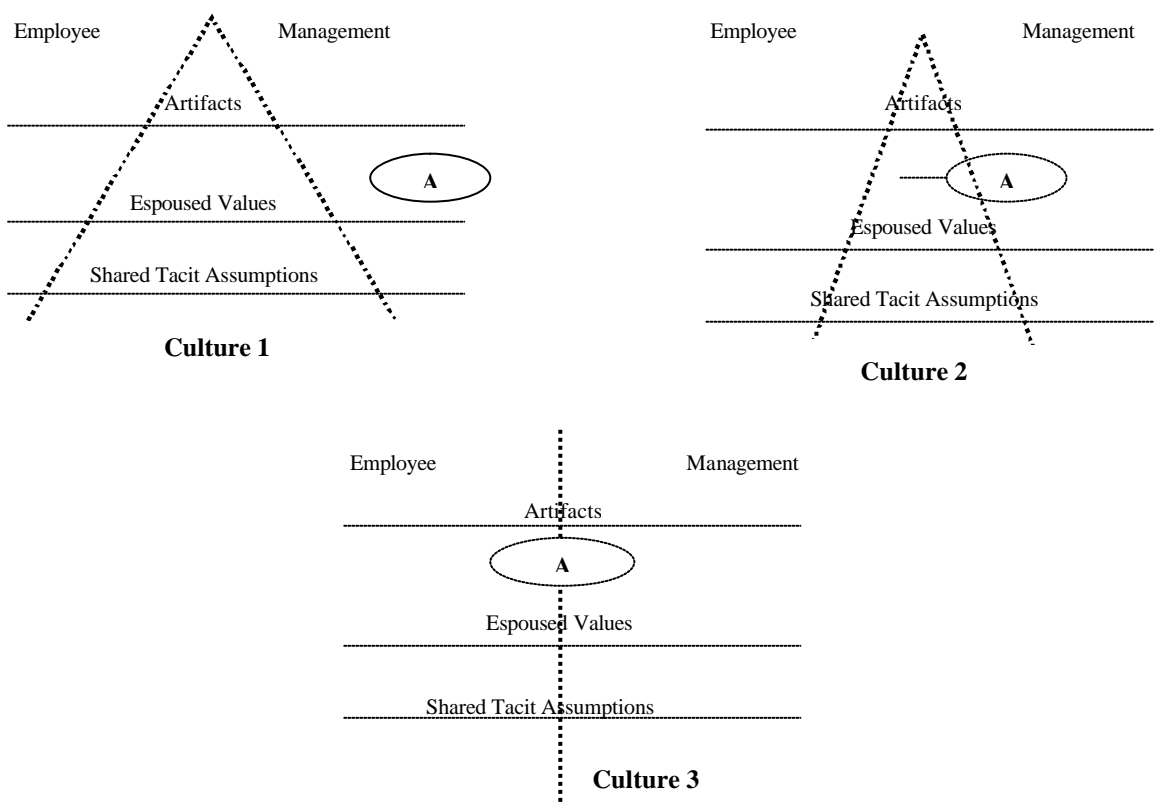 Employee Management
Artifacts
A
Espoused Values
Shared Tacit Assumptions
Culture 1
Employee Management
Artifacts
A
Espoused Values
Shared Tacit Assumptions
Culture 2
Employee Management
Artifacts
A
Espoused Values
Shared Tacit Assumptions
Culture 3